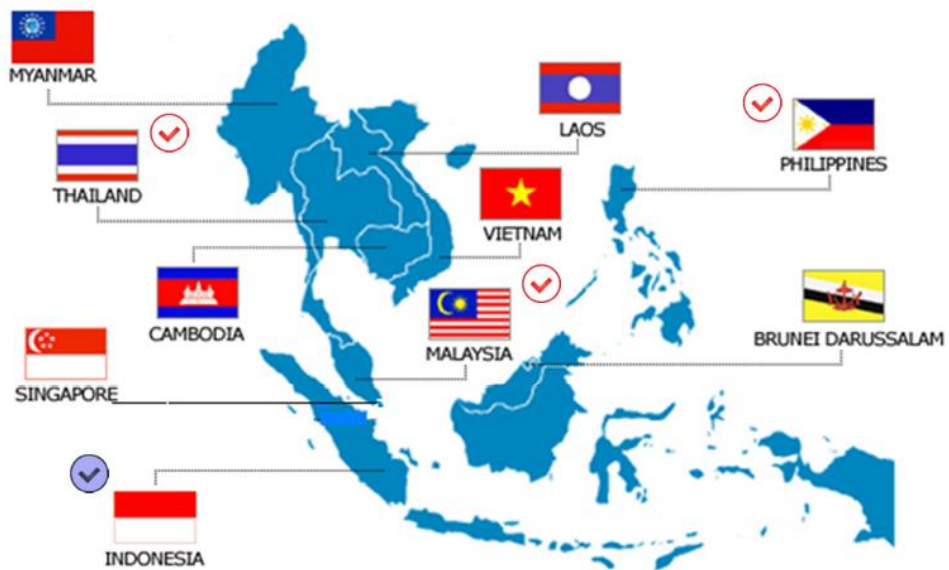 MYANMAR
LAOS
THAILAND
PHILIPPINES
VIETNAM
CAMBODIA
MALAYSIA
BRUNEI DARUSSALAM
SINGAPORE
INDONESIA